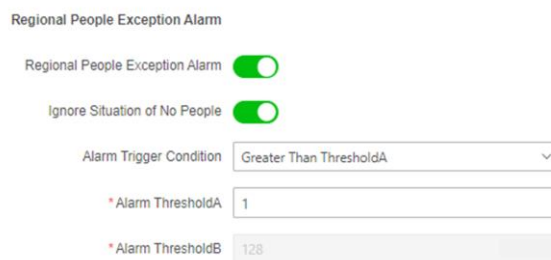 Regional People Exception Alarm
Regional People Exception Alarm
Ignore Situation of No People
Alarm Trigger Condition Greater Than ThresholdA
* Alarm ThresholdA 1
* Alarm ThresholdB 128